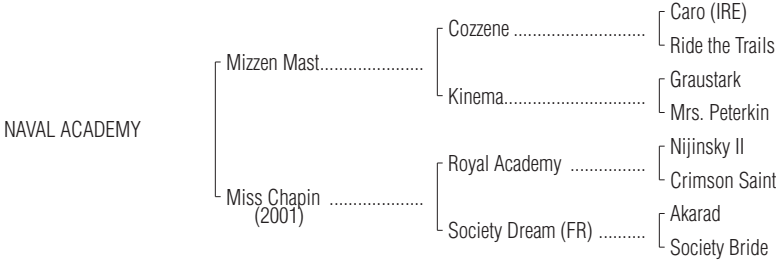 Caro (IRE)
Cozzene ..............................
Ride the Trails
Mizzen Mast.......................
Graustark
Kinema................................
Mrs. Peterkin
NAVAL ACADEMY
Nijinsky II
Royal Academy .................
Crimson Saint
Miss Chapin .....................
(2001)
Akarad
Society Dream (FR) ..........
Society Bride